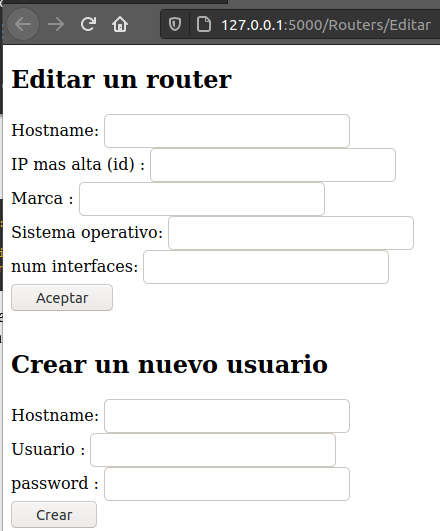 127.0.0.1:5000/Routers/Editar
Editar un router
Hostname:
IP mas alta (id) :
Marca :
Sistema operativo:
num interfaces:
Aceptar
Crear un nuevo usuario
Hostname:
Usuario :
password :
Crear